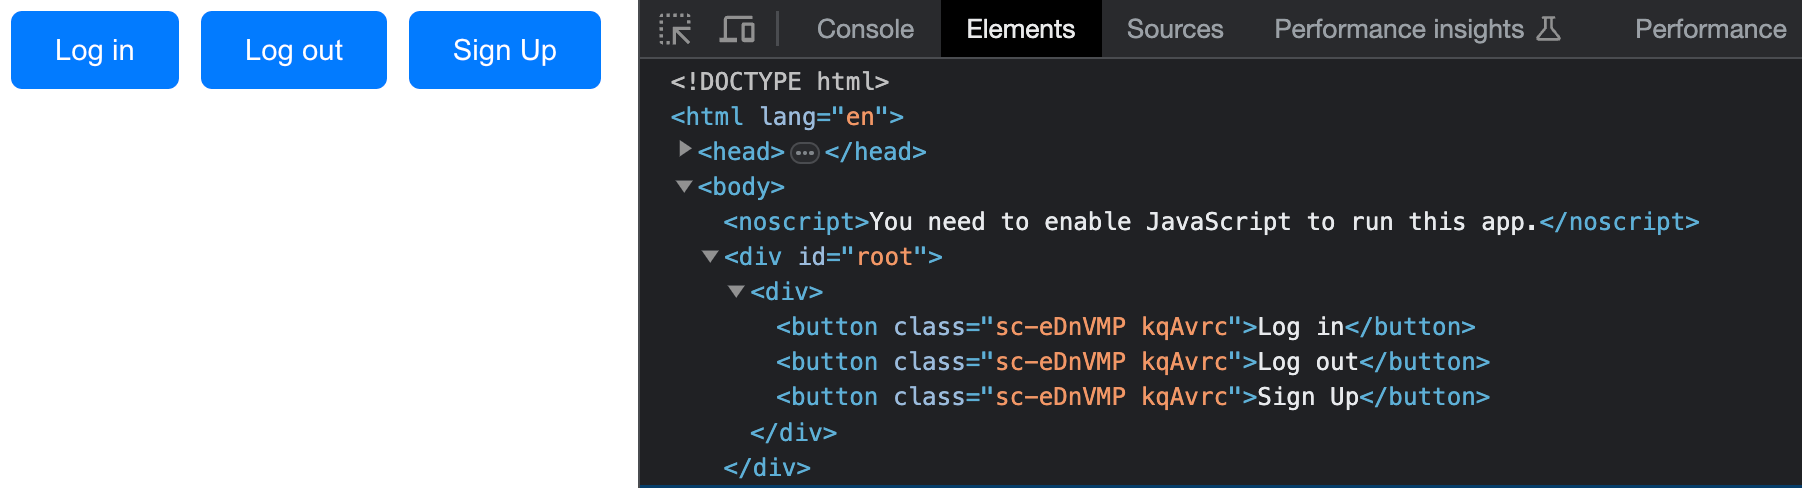 Log in
Log out
Sign Up
Console Elements Sources Performance insights Performance
<!DOCTYPE html>
<html lang="en">
<head>…</head>
<body>
<noscript>You need to enable JavaScript to run this app.</noscript>
<div id="root">
<div>
<button class="sc-eDnVMP kqAvrc">Log in</button>
<button class="sc-eDnVMP kqAvrc">Log out</button>
<button class="sc-eDnVMP kqAvrc">Sign Up</button>
</div>
</div>